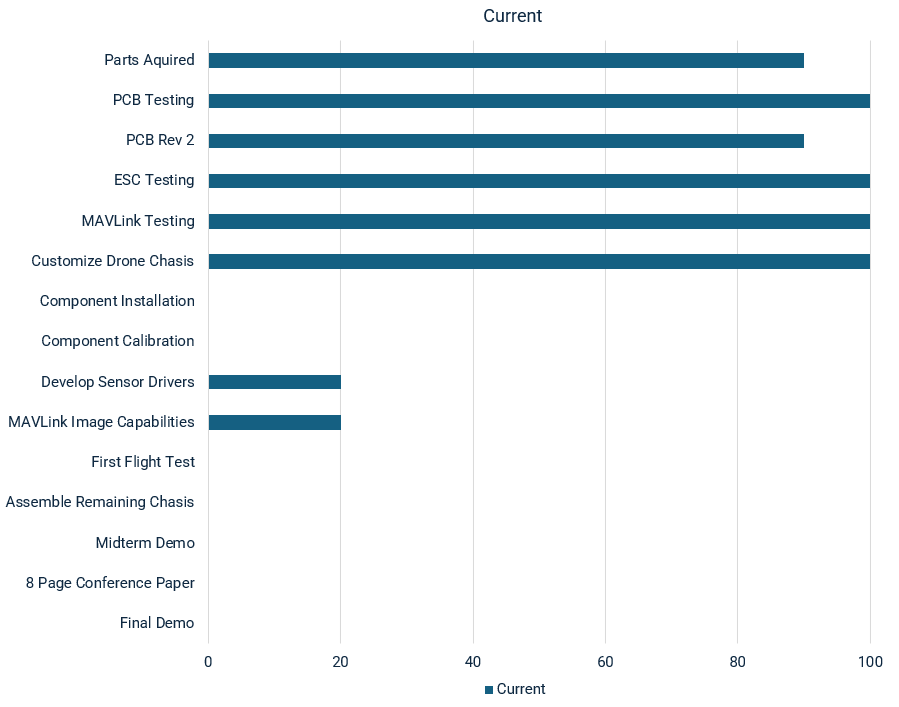 Current
Parts Aquired
PCB Testing
PCB Rev 2
ESC Testing
MAVLink Testing
Customize Drone Chasis
Component Installation
Component Calibration
Develop Sensor Drivers
MAVLink Image Capabilities
First Flight Test
Assemble Remaining Chasis
Midterm Demo
8 Page Conference Paper
Final Demo
0 20 40 60 80 100
Current